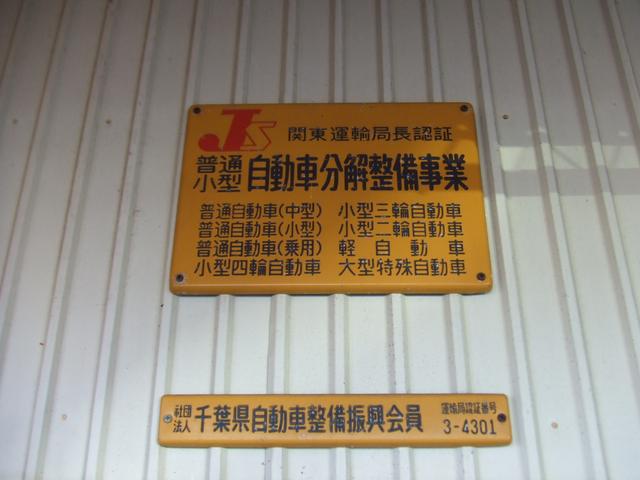 JS 関東運輸局長認証
普通
小型 自動車分解整備事業
普通自動車(中型) 小型三輪自動車
普通自動車(小型) 小型二輪自動車
普通自動車(乗用) 軽自動車
小型四輪自動車 大型特殊自動車
社団法人 千葉県自動車整備振興会員 運輸局認証番号
3-4301